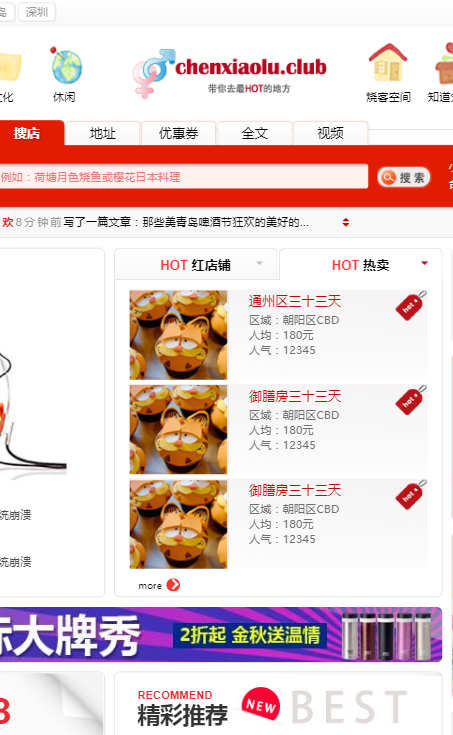 岛 深圳
文化
休闲
chenxiaolu.club
带你去最HOT的地方
烧客空间
知道
搜店 地址 优惠券 全文 视频
例如：荷塘月色烧鱼或樱花日本料理
搜索
欢8分钟前写了一篇文章：那些美青岛啤酒节狂欢的美好的...
HOT 红店铺
HOT 热卖
通州区三十三天
区域：朝阳区CBD
人均：180元
人气：12345
hot
御膳房三十三天
区域：朝阳区CBD
人均：180元
人气：12345
hot
御膳房三十三天
区域：朝阳区CBD
人均：180元
人气：12345
hot
统崩溃
统崩溃
more
标大牌秀
2折起 金秋送温情
3
RECOMMEND
精彩推荐
NEW
BEST